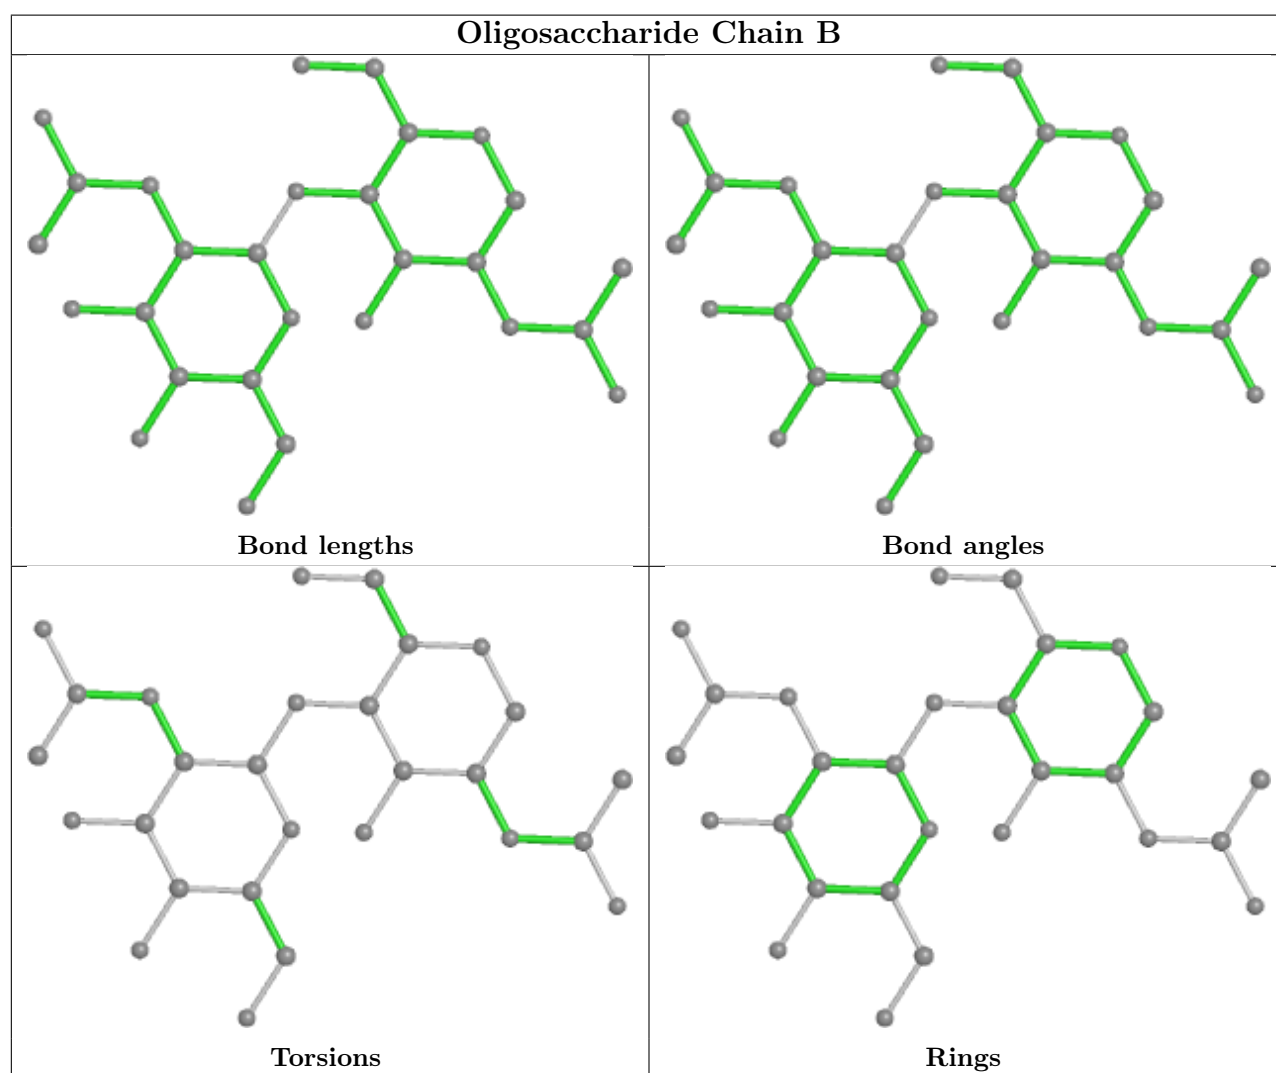 Oligosaccharide Chain B
Bond lengths
Bond angles
Torsions
Rings